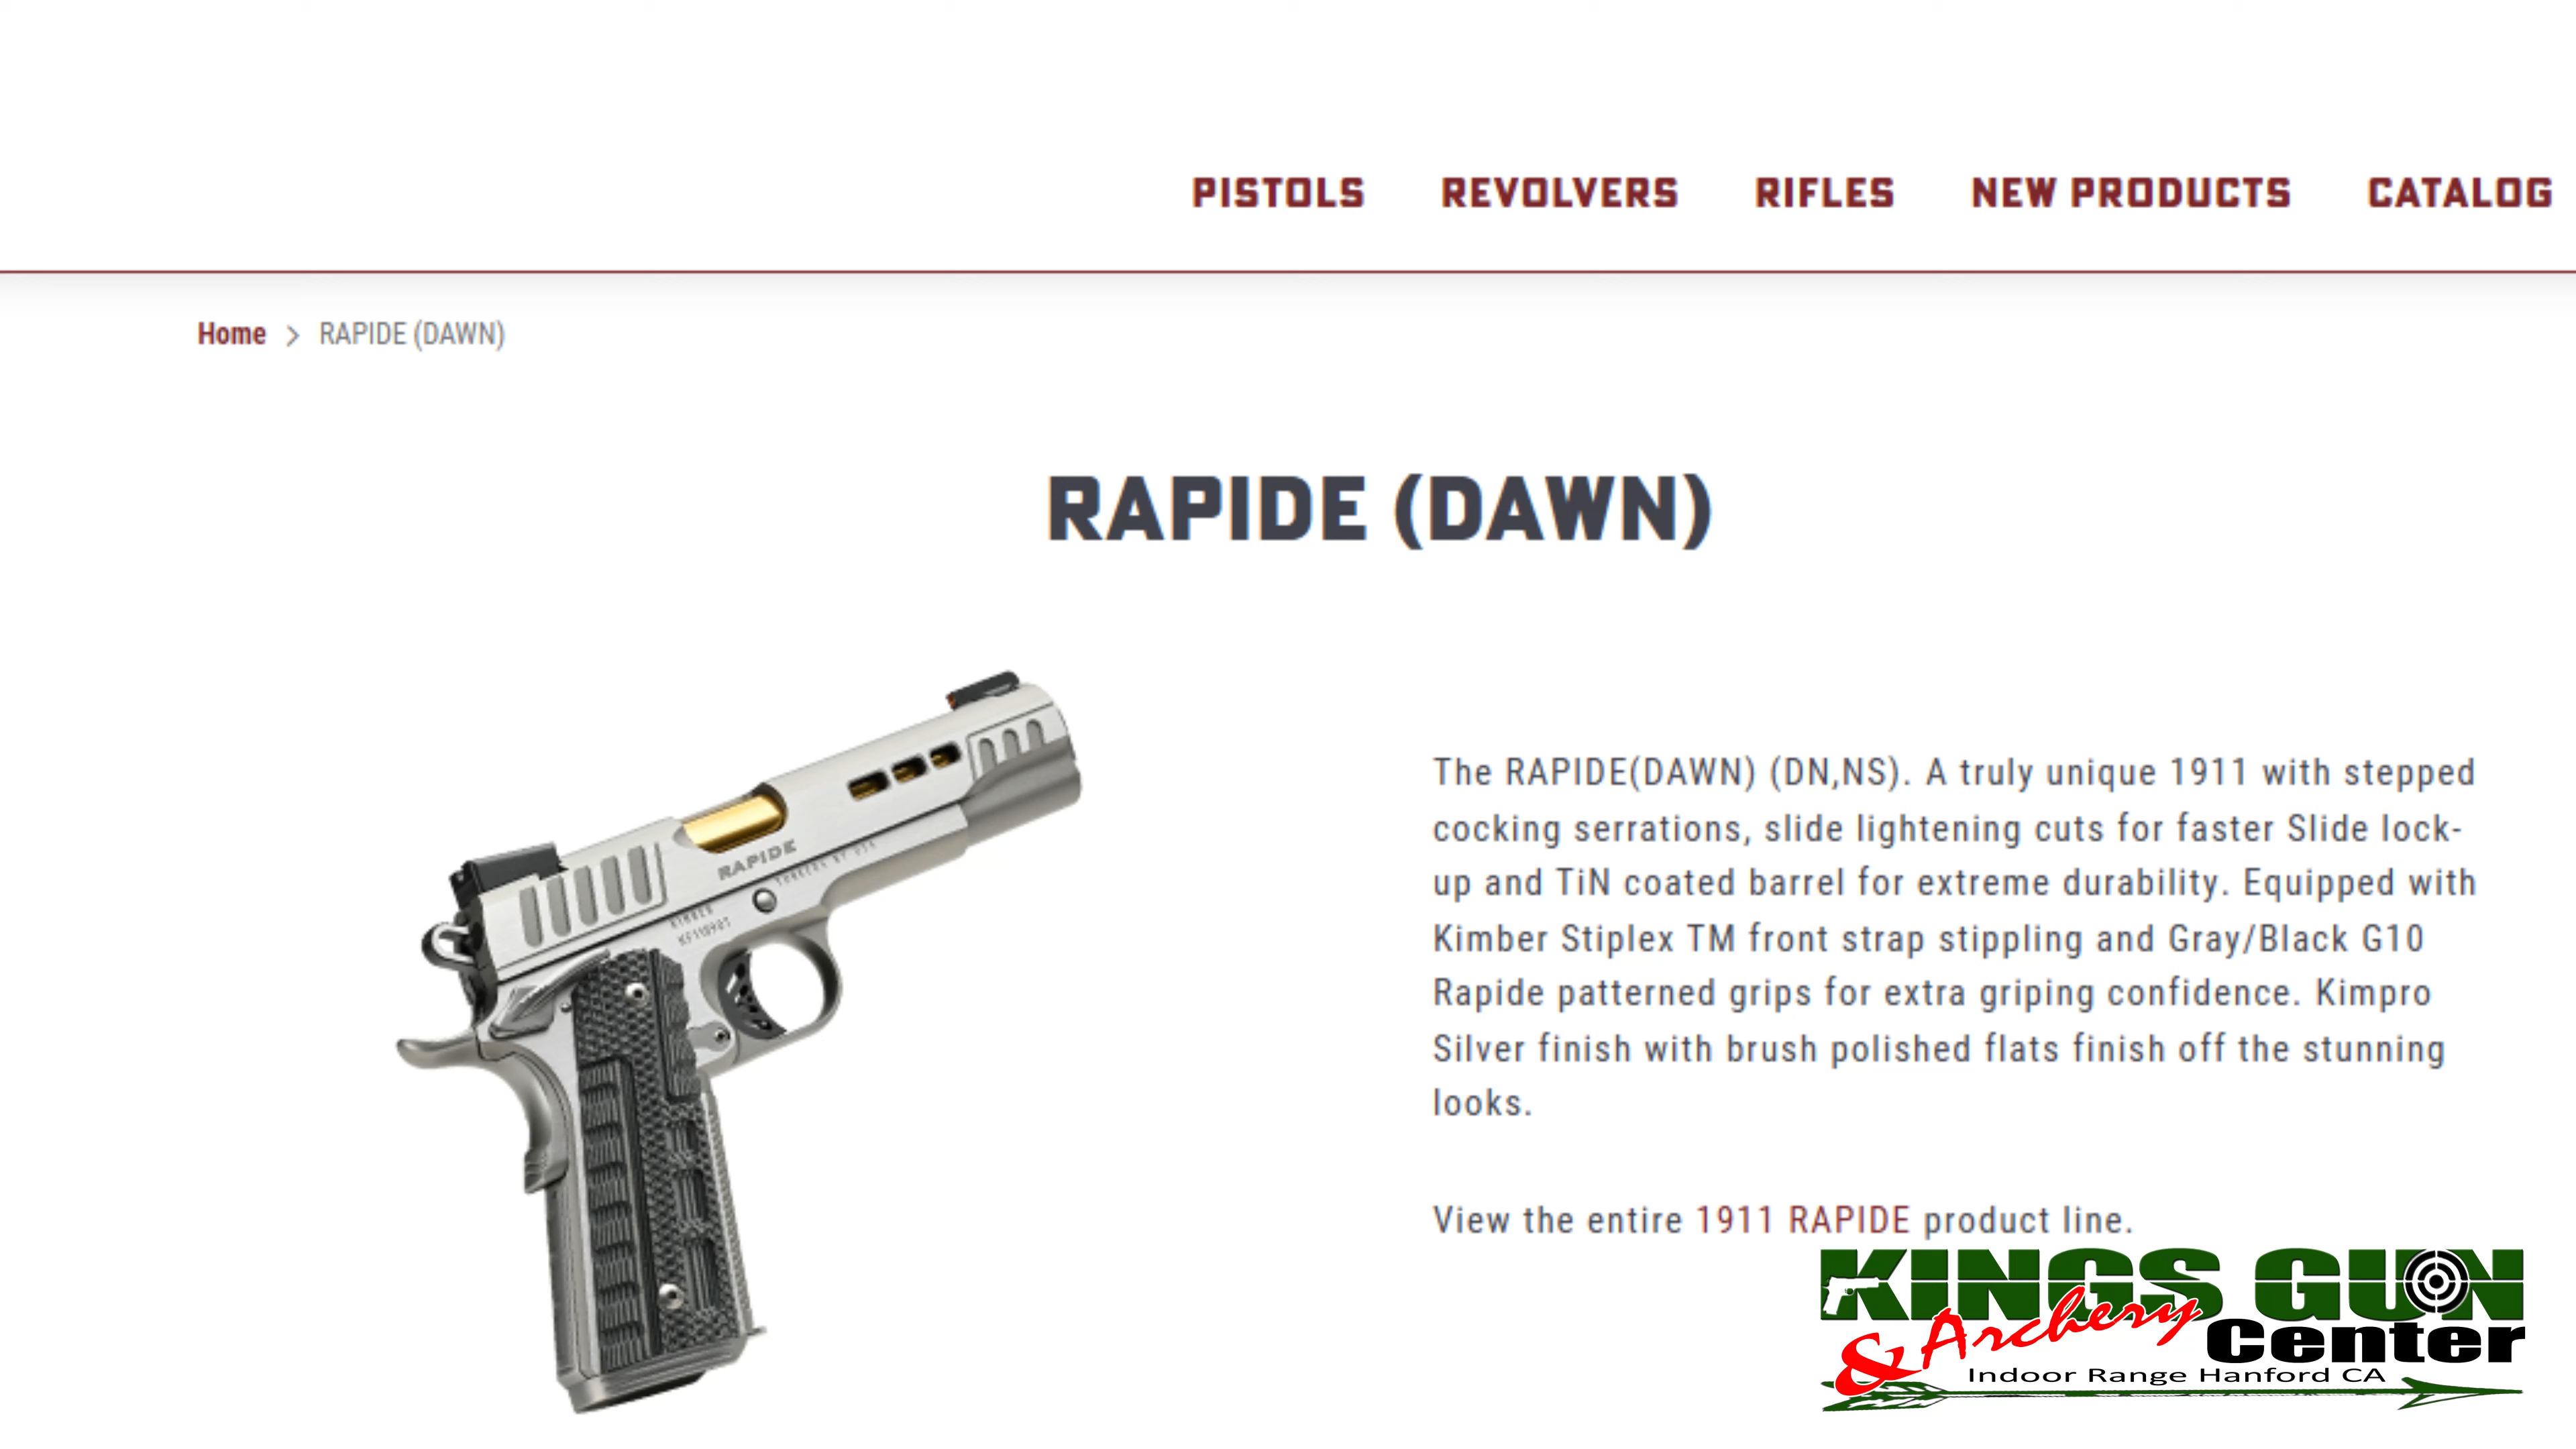 PISTOLS REVOLVERS RIFLES NEW PRODUCTS CATALOG
Home > RAPIDE (DAWN)
RAPIDE (DAWN)
The RAPIDE(DAWN) (DN,NS). A truly unique 1911 with stepped
cocking serrations, slide lightening cuts for faster Slide lock-
up and TiN coated barrel for extreme durability. Equipped with
Kimber Stiplex TM front strap stippling and Gray/Black G10
Rapide patterned grips for extra griping confidence. Kimpro
Silver finish with brush polished flats finish off the stunning
looks.
View the entire 1911 RAPIDE product line.
RAPIDE
KIMBER
KINGS GUN
& Archery Center
Indoor Range Hanford CA